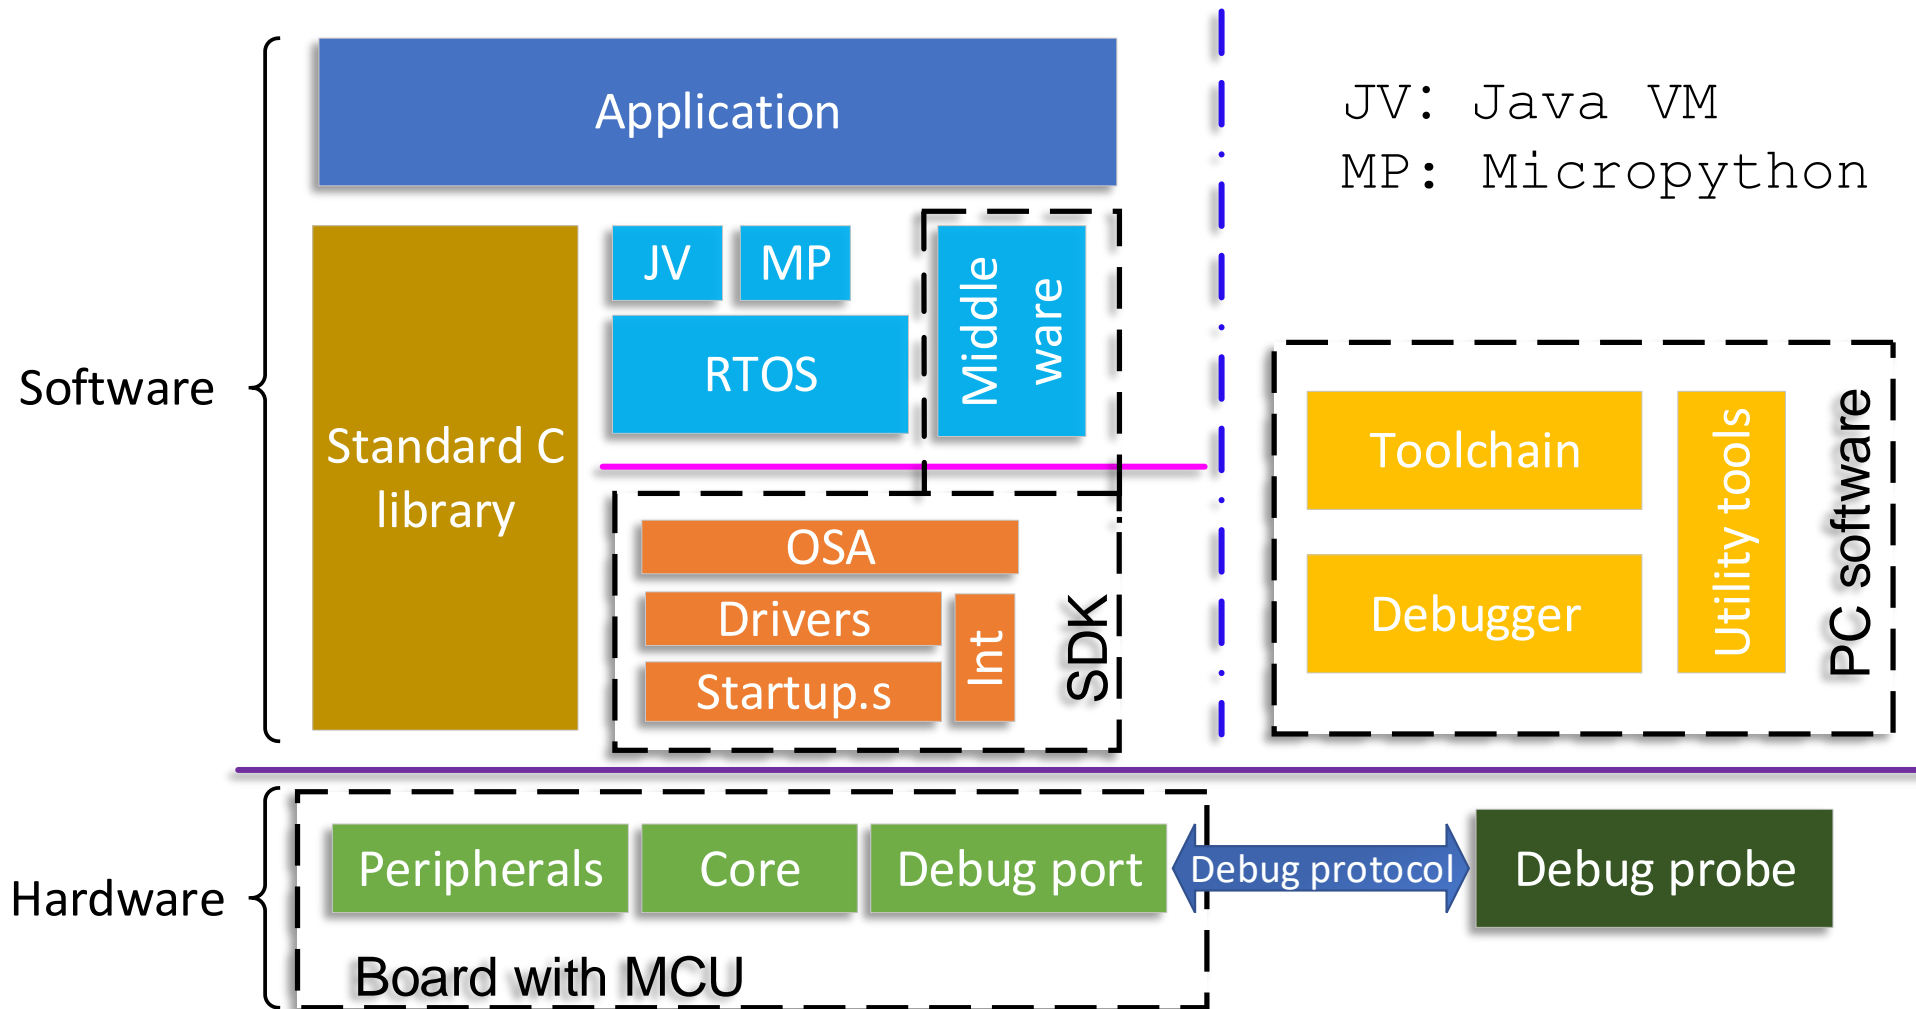 Application
JV: Java VM
MP: Micropython
Software
JV
MP
Middle
ware
RTOS
Standard C
library
OSA
Drivers
Startup.s
Int
SDK
Toolchain
Debugger
Utility tools
PC software
Hardware
Peripherals
Core
Debug port
Debug protocol
Debug probe
Board with MCU